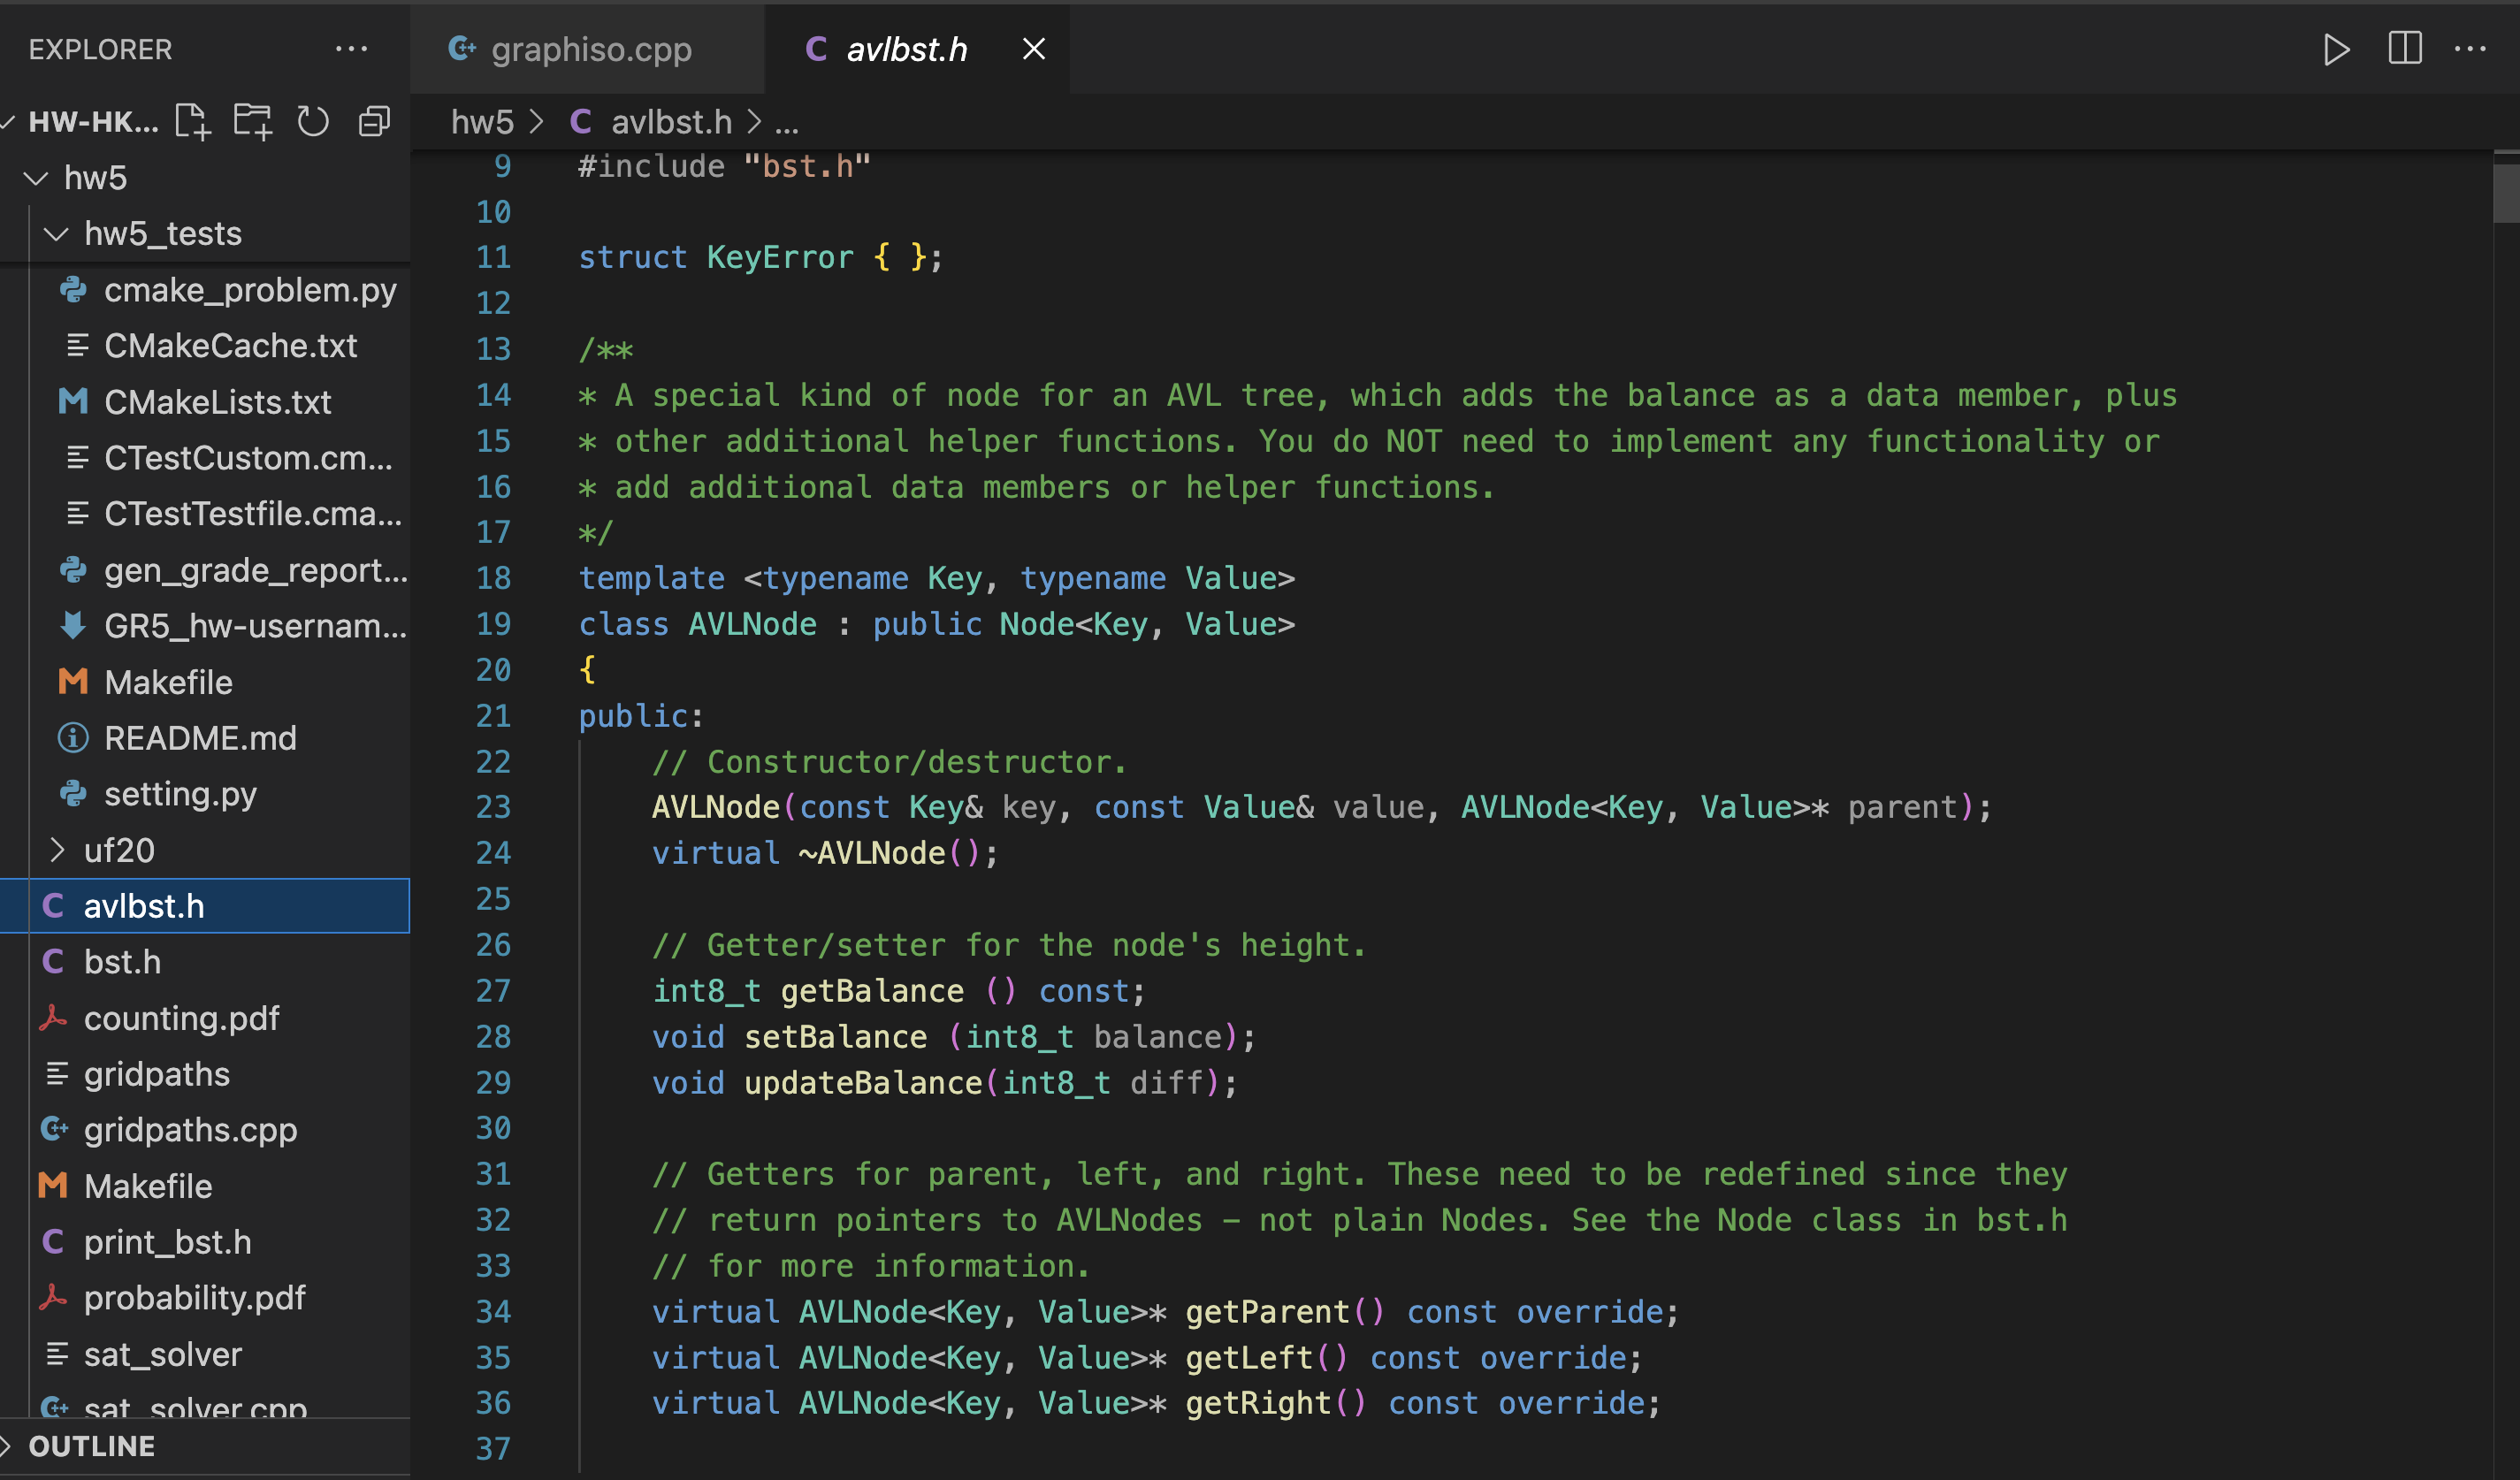 EXPLORER
HW-HK...
hw5
hw5_tests
cmake_problem.py
CMakeCache.txt
CMakeLists.txt
CTestCustom.cm...
CTestTestfile.cma...
gen_grade_report...
GR5_hw-usernam...
Makefile
README.md
setting.py
uf20
avlbst.h
bst.h
counting.pdf
gridpaths
gridpaths.cpp
Makefile
print_bst.h
probability.pdf
sat_solver
sat_solver.cpp
OUTLINE
graphiso.cpp
avlbst.h
hw5 > C avlbst.h > ...
9 #include "bst.h"
10
11 struct KeyError { };
12
13 /**
14 * A special kind of node for an AVL tree, which adds the balance as a data member, plus
15 * other additional helper functions. You do NOT need to implement any functionality or
16 * add additional data members or helper functions.
17 */
18 template <typename Key, typename Value>
19 class AVLNode : public Node<Key, Value>
20 {
21 public:
22     // Constructor/destructor.
23     AVLNode(const Key& key, const Value& value, AVLNode<Key, Value>* parent);
24     virtual ~AVLNode();
25
26     // Getter/setter for the node's height.
27     int8_t getBalance () const;
28     void setBalance (int8_t balance);
29     void updateBalance(int8_t diff);
30
31     // Getters for parent, left, and right. These need to be redefined since they
32     // return pointers to AVLNodes – not plain Nodes. See the Node class in bst.h
33     // for more information.
34     virtual AVLNode<Key, Value>* getParent() const override;
35     virtual AVLNode<Key, Value>* getLeft() const override;
36     virtual AVLNode<Key, Value>* getRight() const override;
37